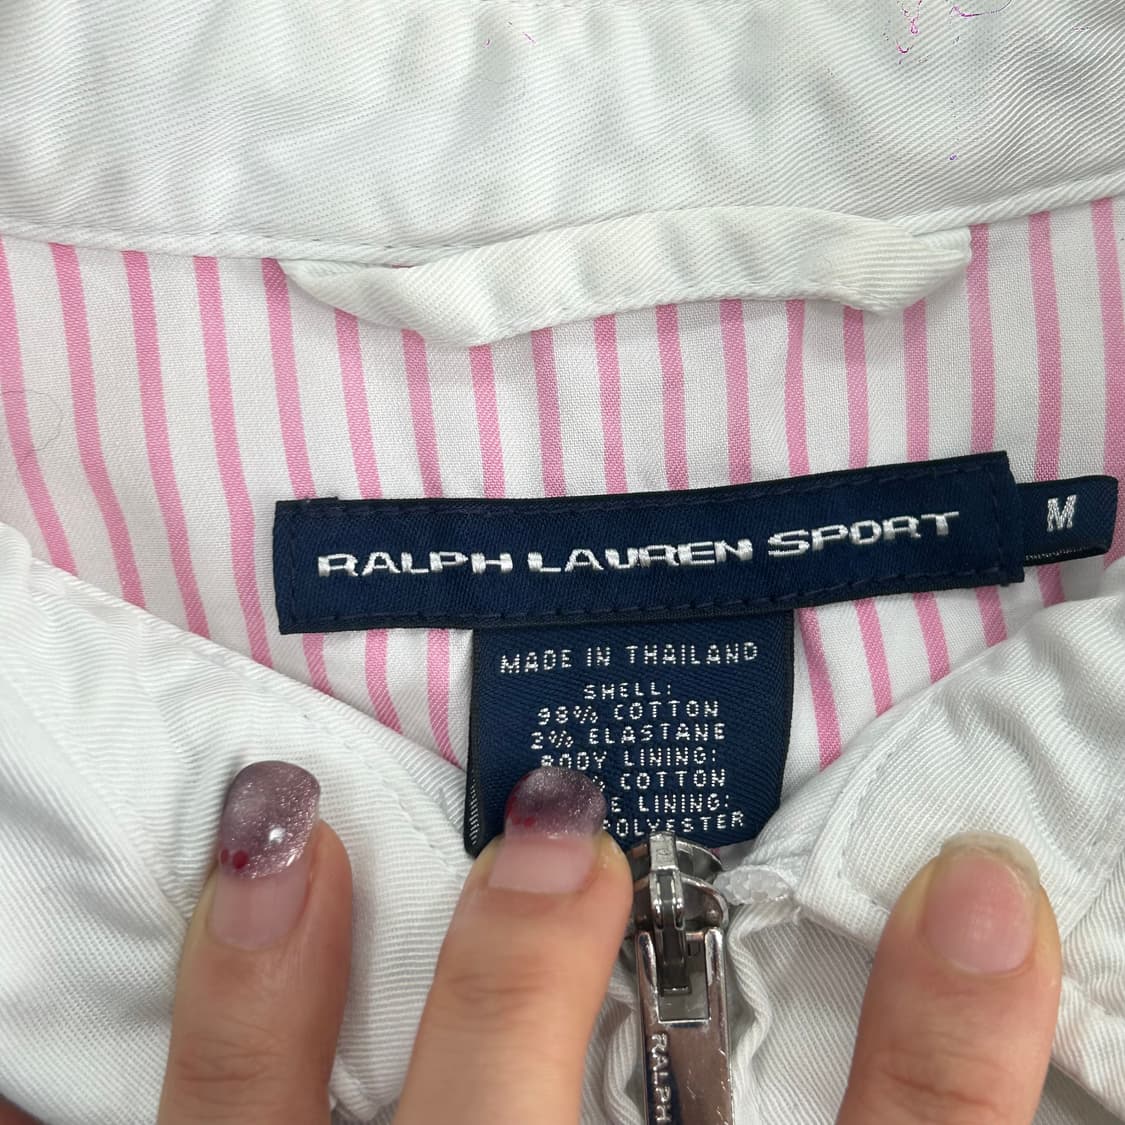 RALPH LAUREN SPORT
M
MADE IN THAILAND
SHELL:
98% COTTON
2% ELASTANE
BODY LINING:
% COTTON
LINING:
POLYESTER
RALPH